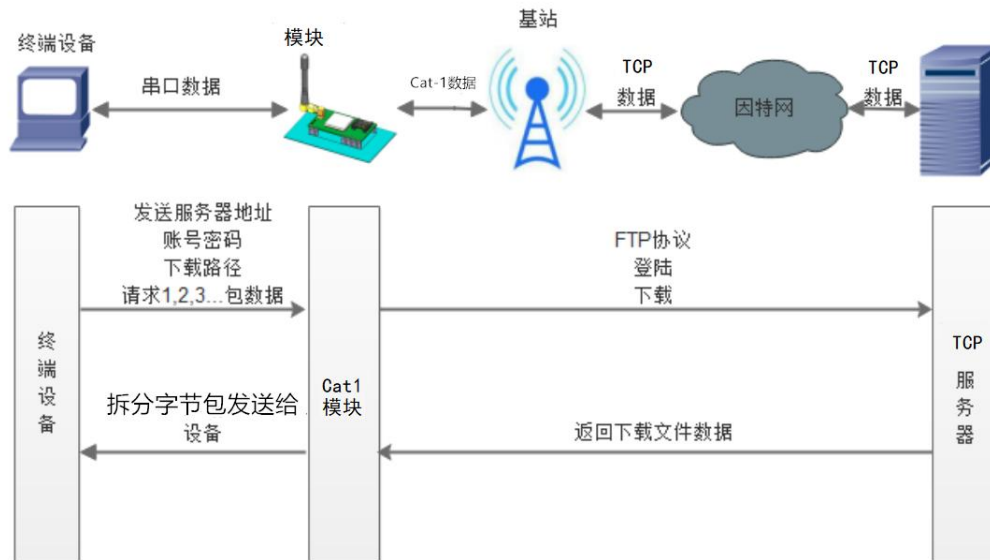 终端设备
模块
基站
串口数据
Cat-1数据
TCP
数据
因特网
TCP
数据
发送服务器地址
账号密码
下载路径
请求1,2,3...包数据
FTP协议
登陆
下载
终
端
设
备
Cat1
模块
TCP
服
务
器
拆分字节包发送给
设备
返回下载文件数据